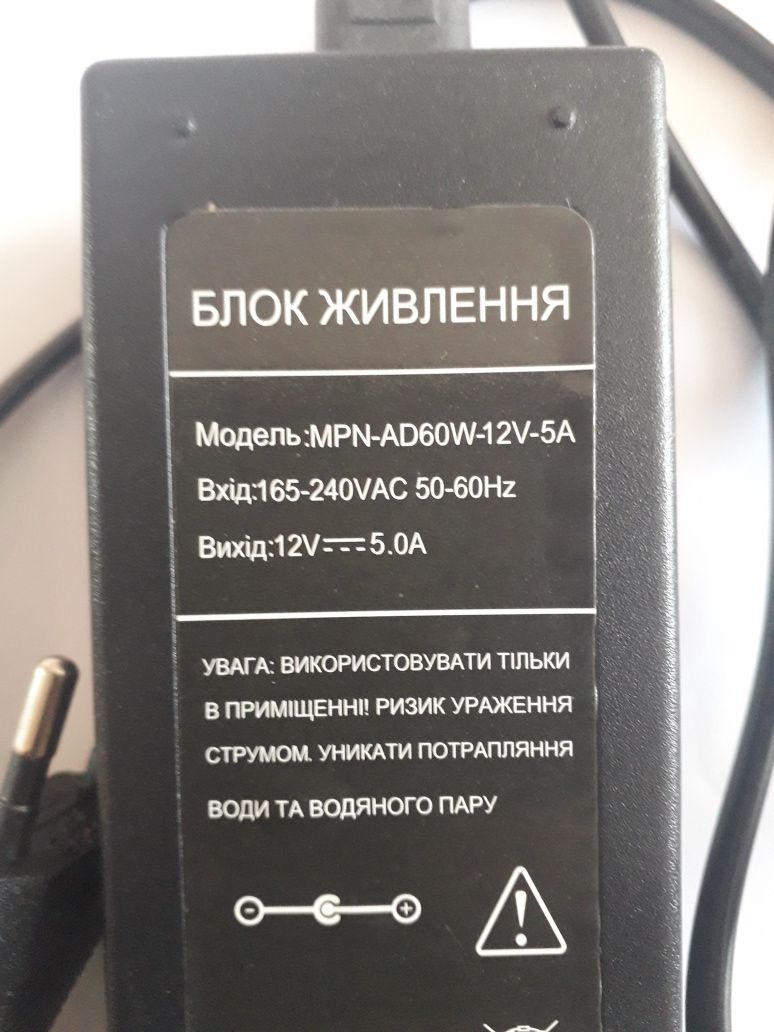 БЛОК ЖИВЛЕННЯ
Модель:MPN-AD60W-12V-5A
Вхід:165-240VAC 50-60Hz
Вихід:12V⎓5.0A
УВАГА: ВИКОРИСТОВУВАТИ ТІЛЬКИ
В ПРИМІЩЕННІ! РИЗИК УРАЖЕННЯ
СТРУМОМ. УНИКАТИ ПОТРАПЛЯННЯ
ВОДИ ТА ВОДЯНОГО ПАРУ